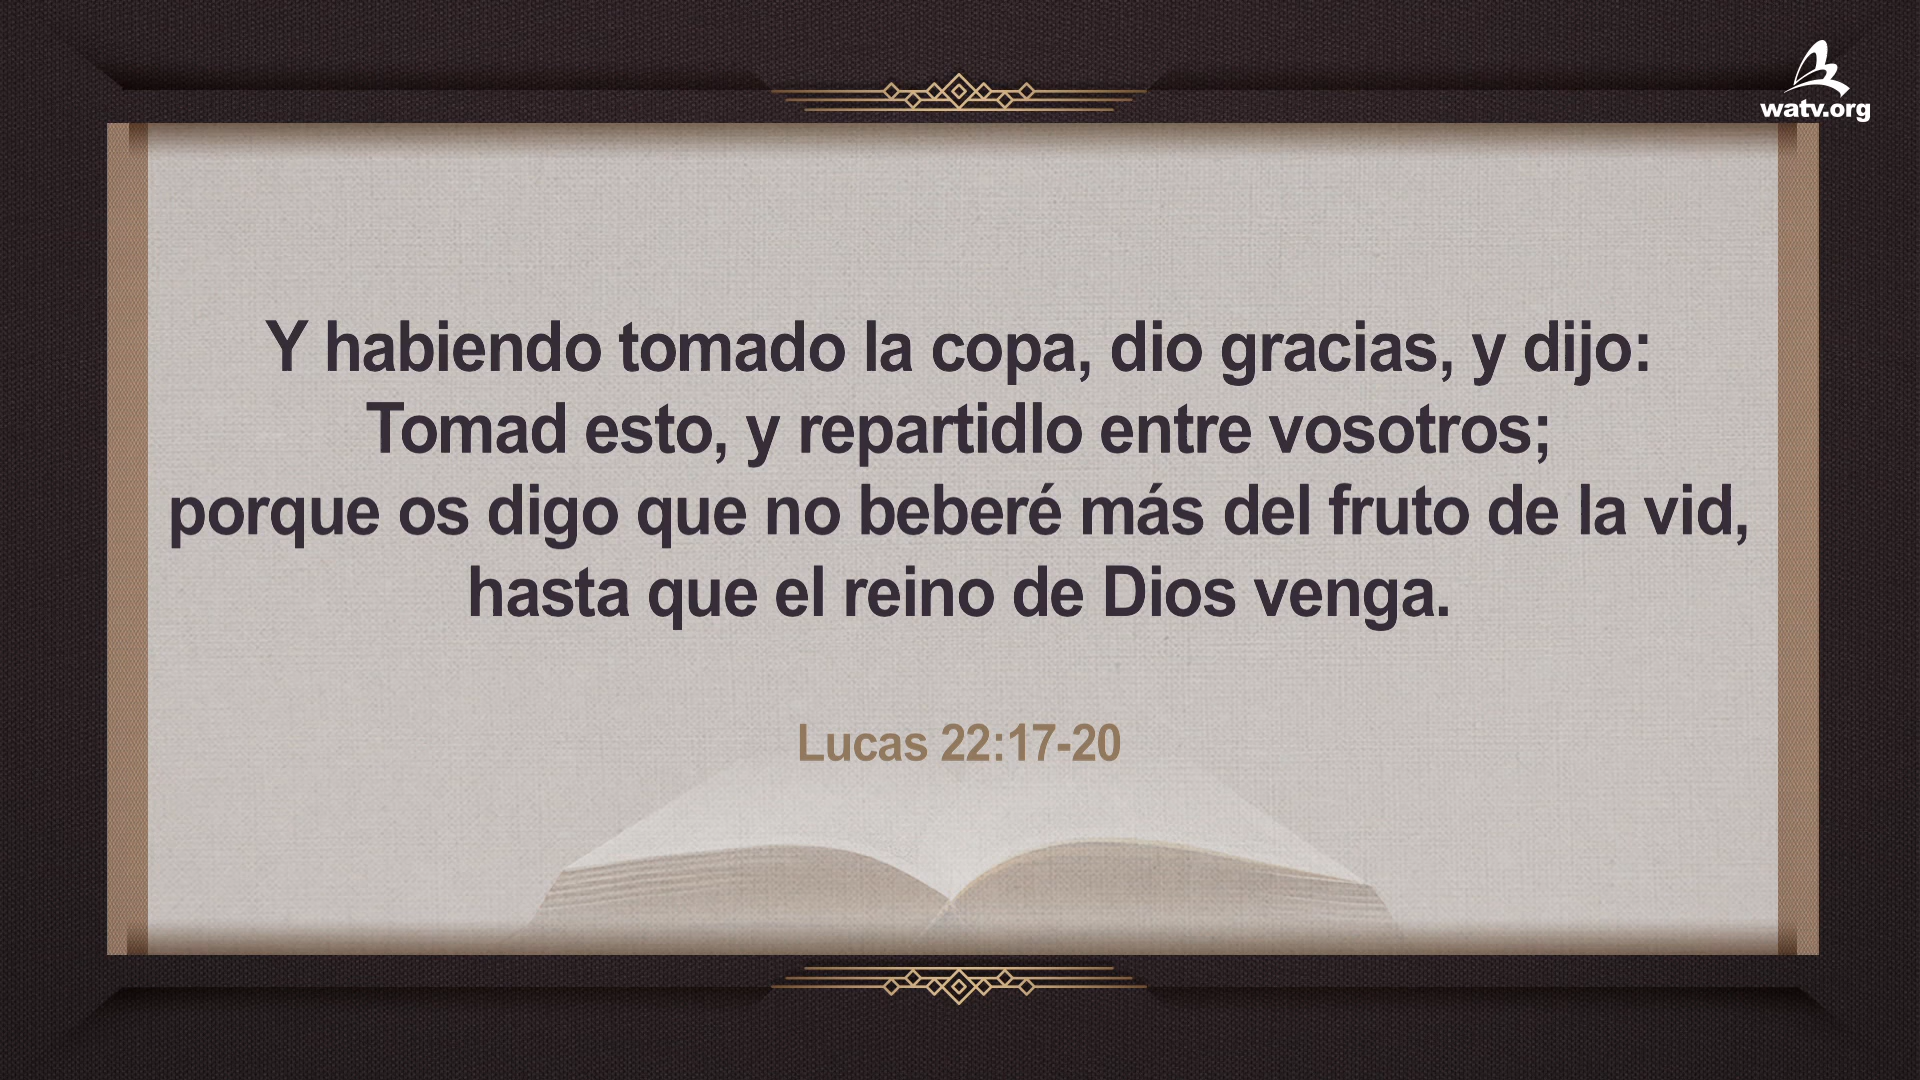 watv.org
Y habiendo tomado la copa, dio gracias, y dijo:
Tomad esto, y repartidlo entre vosotros;
porque os digo que no beberé más del fruto de la vid,
hasta que el reino de Dios venga.
Lucas 22:17-20